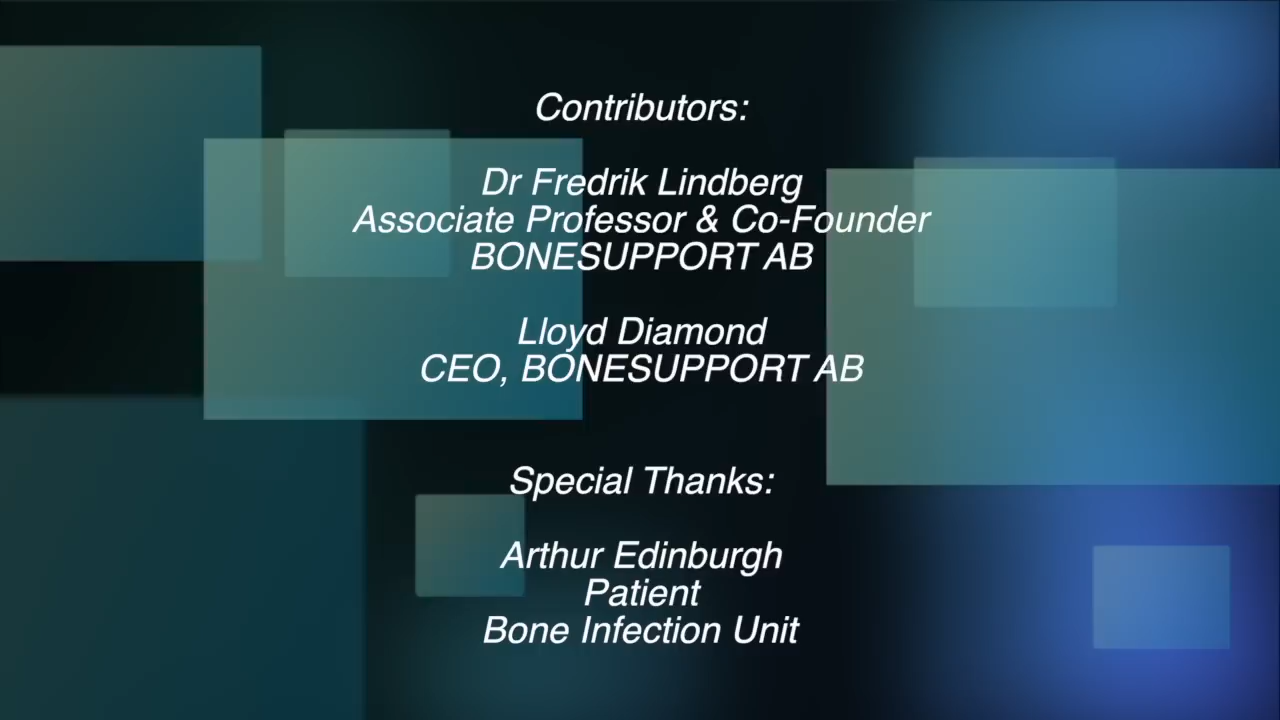 Contributors:
Dr Fredrik Lindberg
Associate Professor & Co-Founder
BONESUPPORT AB
Lloyd Diamond
CEO, BONESUPPORT AB
Special Thanks:
Arthur Edinburgh
Patient
Bone Infection Unit